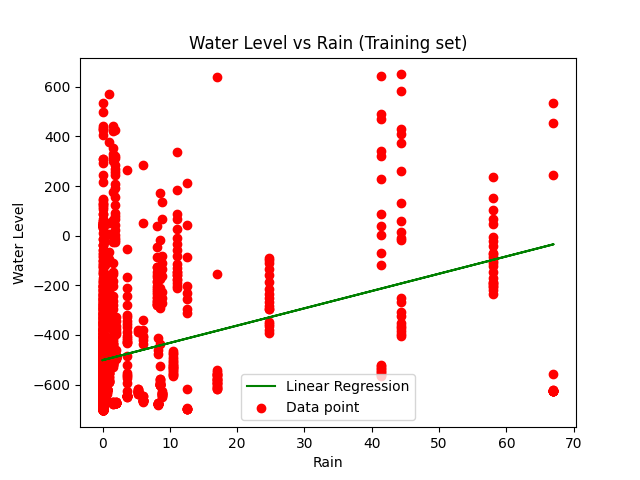 Water Level vs Rain (Training set)
600
400
200
0
−200
−400
−600
Water Level
Linear Regression
Data point
0 10 20 30 40 50 60 70
Rain